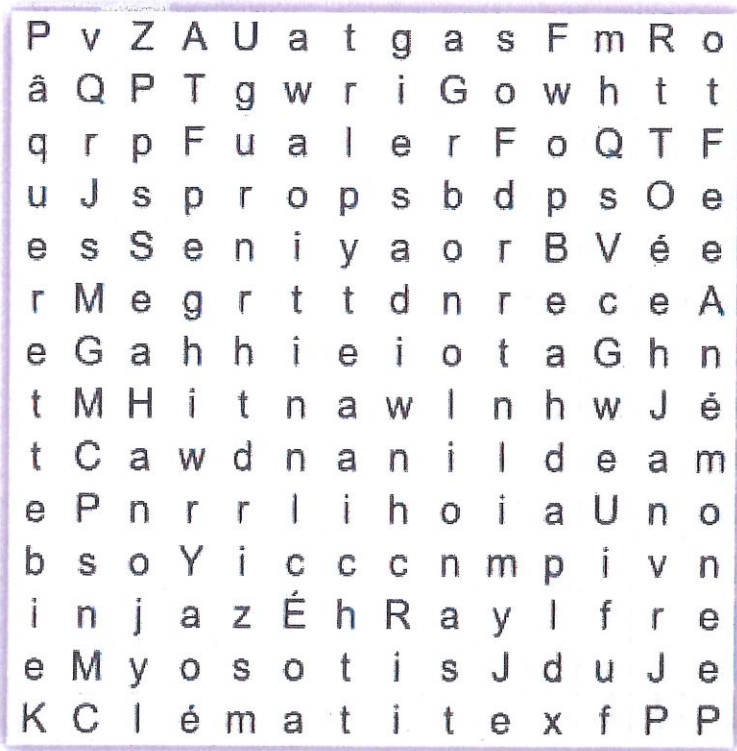 P v Z A U a t g a s F m R o
â Q P T g w r i G o w h t t
q r p F u a l e r F o Q T F
u J s p r o p s b d p s O e
e s S e n i y a o r B V é e
r M e g r t t d n r e c e A
e G a h h i e i o t a G h n
t M H i t n a w l n h w J é
t C a w d n a n i l d e a m
e P n r r l i h o i a U n o
b s o Y i c c c n m p i v n
i n j a z É h R a y l f r e
e M y o s o t i s J d u J e
K C l é m a t i t e x f P P